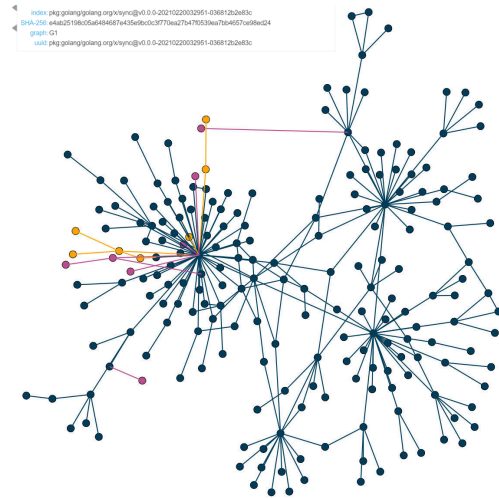 index: pkg:golang/golang.org/x/sync@v0.0.0-20210220032951-036812b2e83c
SHA-256: e4ab25198c05a6484687e435e9bc0c3f770ea27b47f0539ea7bb4657ce98ed24
graph: G1
uuid: pkg:golang/golang.org/x/sync@v0.0.0-20210220032951-036812b2e83c